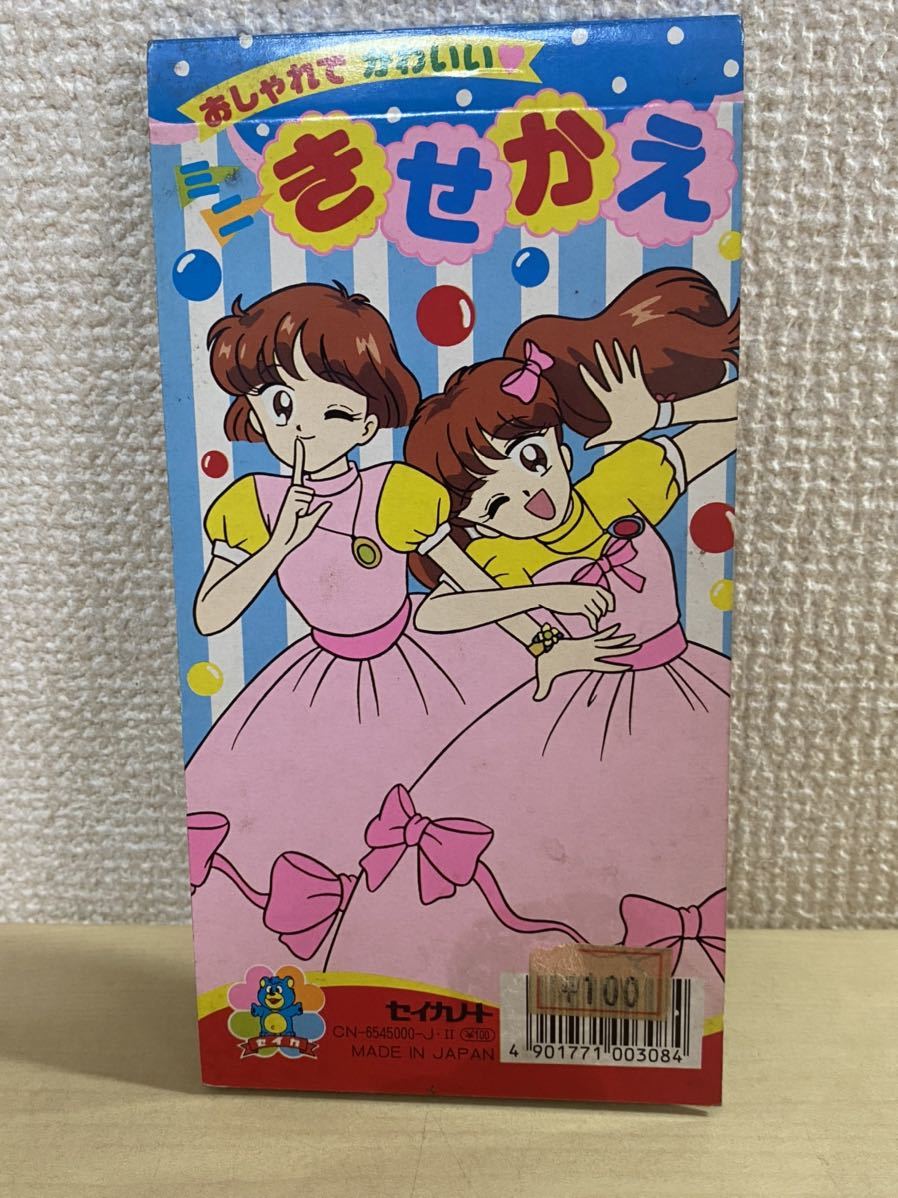 おしゃれで かわいい♥
ミニ
きせかえ
セイカノート
CN-6545000-J・II ¥100
MADE IN JAPAN
セイカ
¥100
4 901771 003084